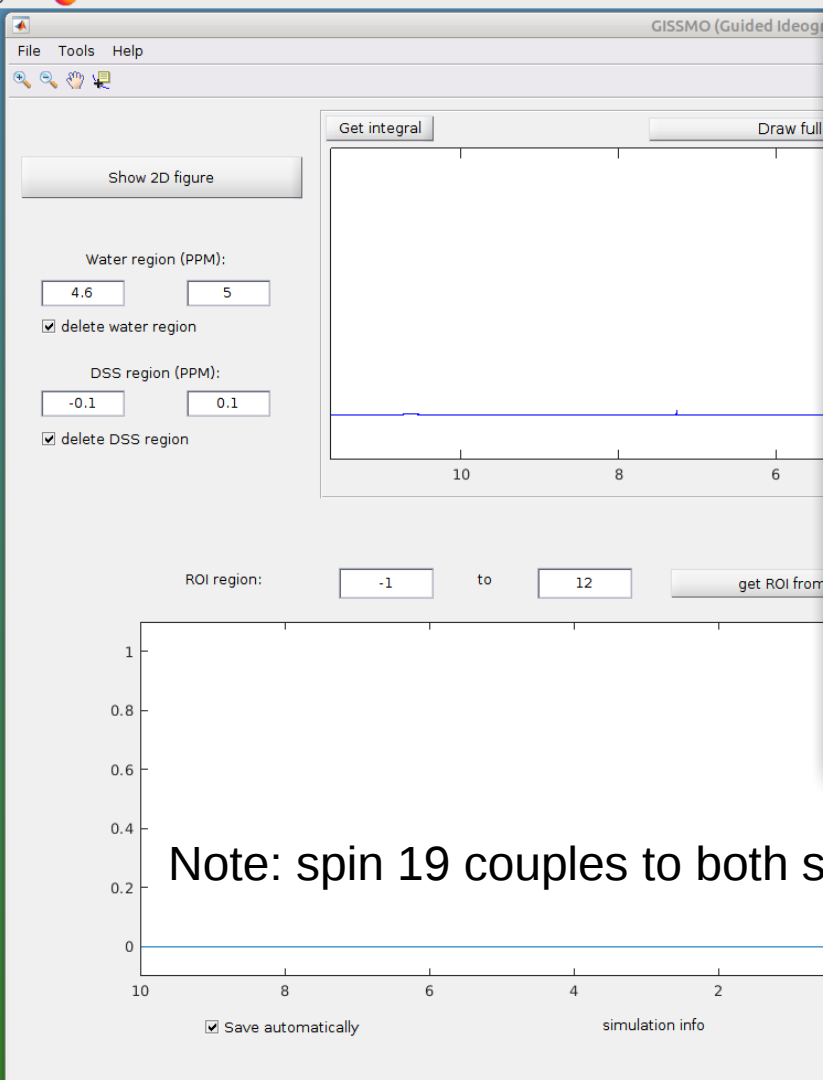 GISSMO (Guided Ideogr
File Tools Help
Get integral
Draw full
Show 2D figure
Water region (PPM):
4.6 5
delete water region
DSS region (PPM):
-0.1 0.1
delete DSS region
10 8 6
ROI region: -1 to 12 get ROI from
1
0.8
0.6
0.4
Note: spin 19 couples to both s
0.2
0
10 8 6 4 2
Save automatically simulation info